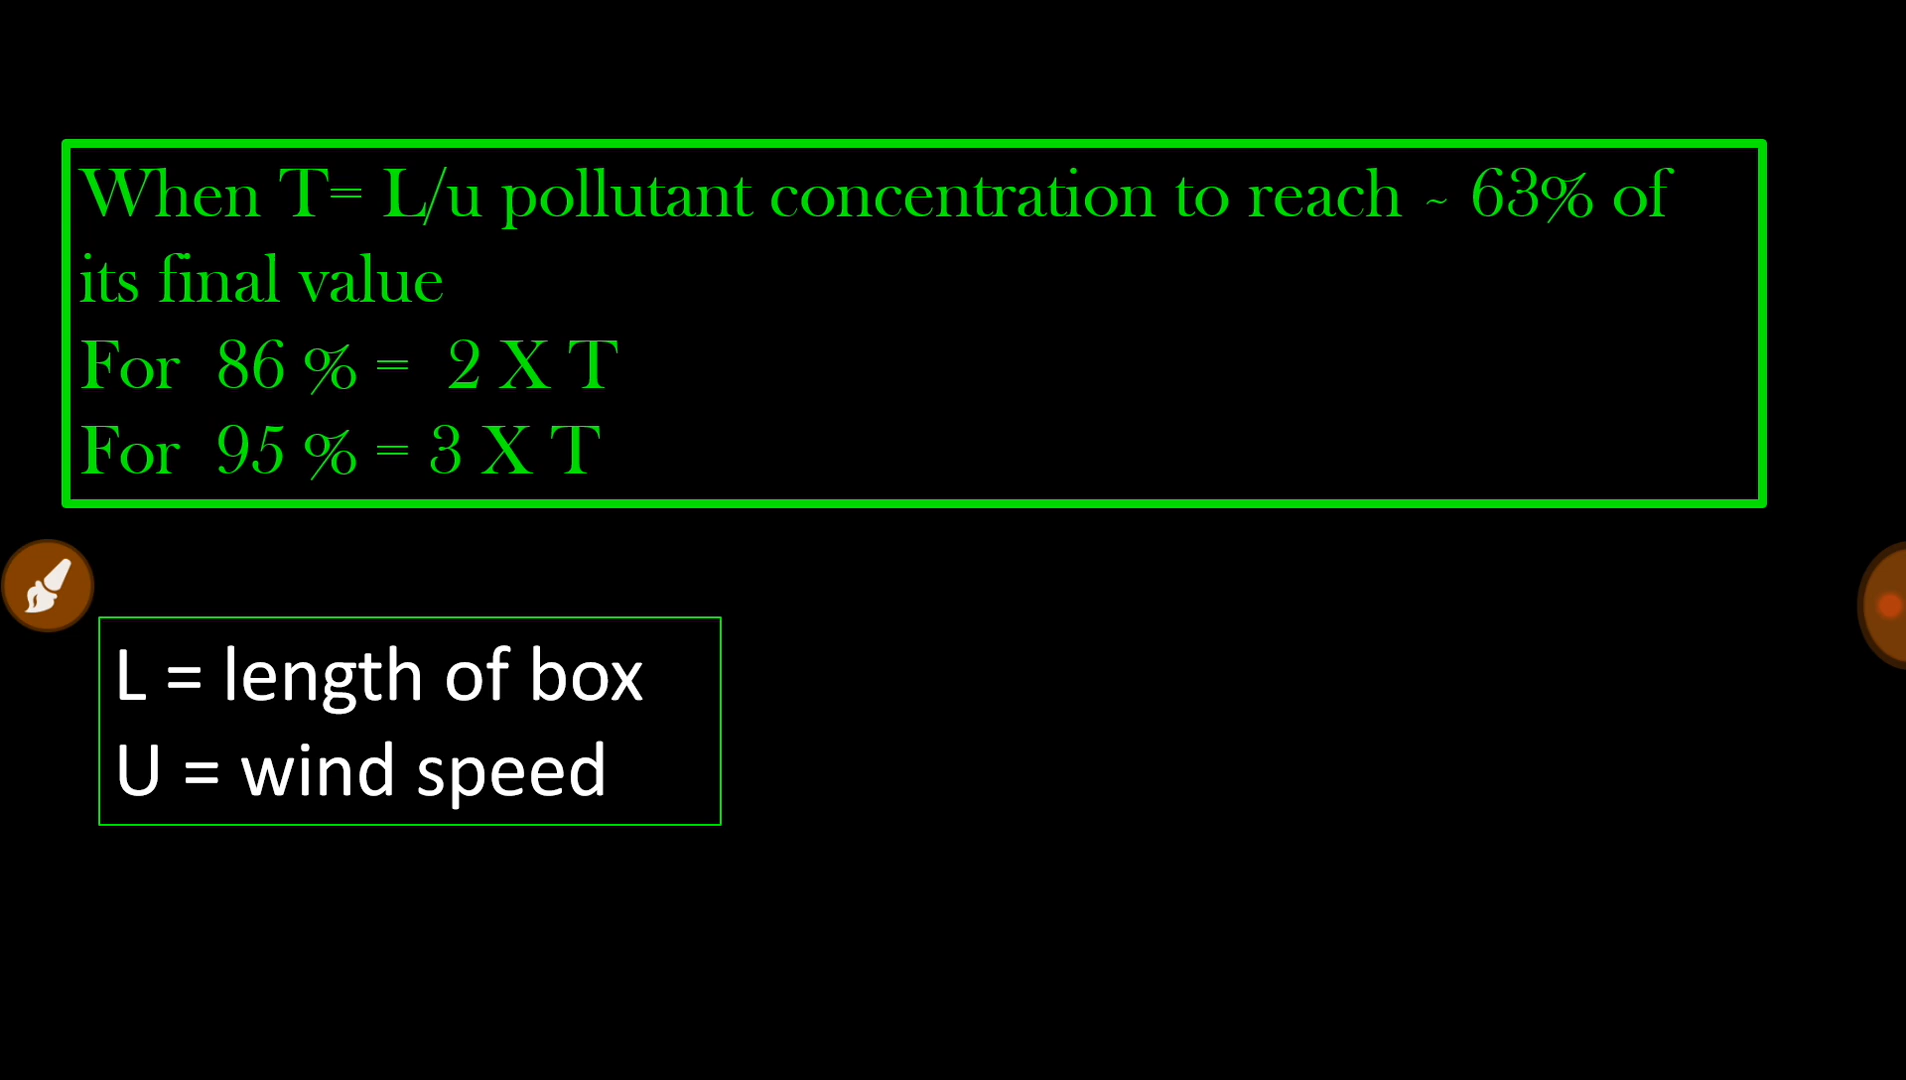 When T= L/u pollutant concentration to reach ~ 63% of
its final value
For 86 % = 2 X T
For 95 % = 3 X T
L = length of box
U = wind speed